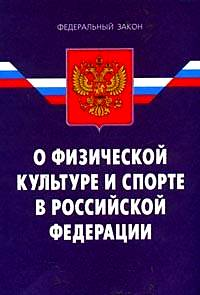 ФЕДЕРАЛЬНЫЙ ЗАКОН
О ФИЗИЧЕСКОЙ
КУЛЬТУРЕ И СПОРТЕ
В РОССИЙСКОЙ
ФЕДЕРАЦИИ